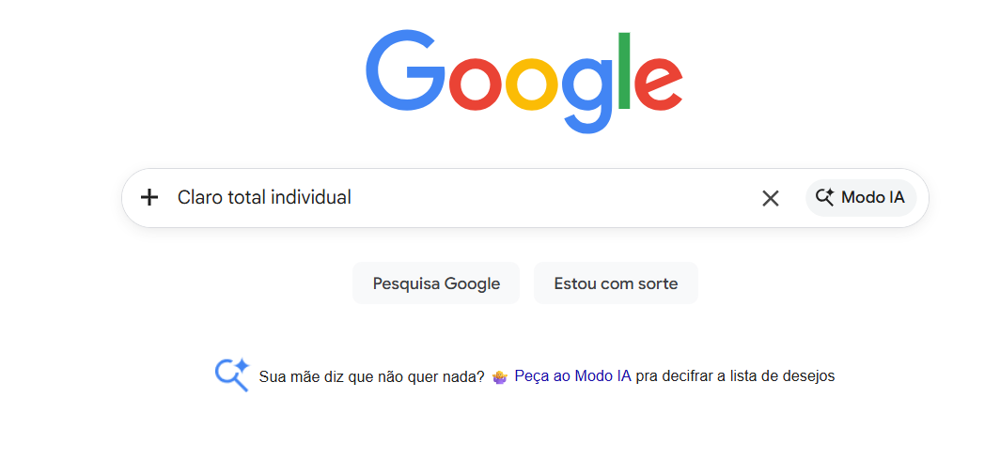 Google
Claro total individual
Modo IA
Pesquisa Google
Estou com sorte
Sua mãe diz que não quer nada? 🤷 Peça ao Modo IA pra decifrar a lista de desejos